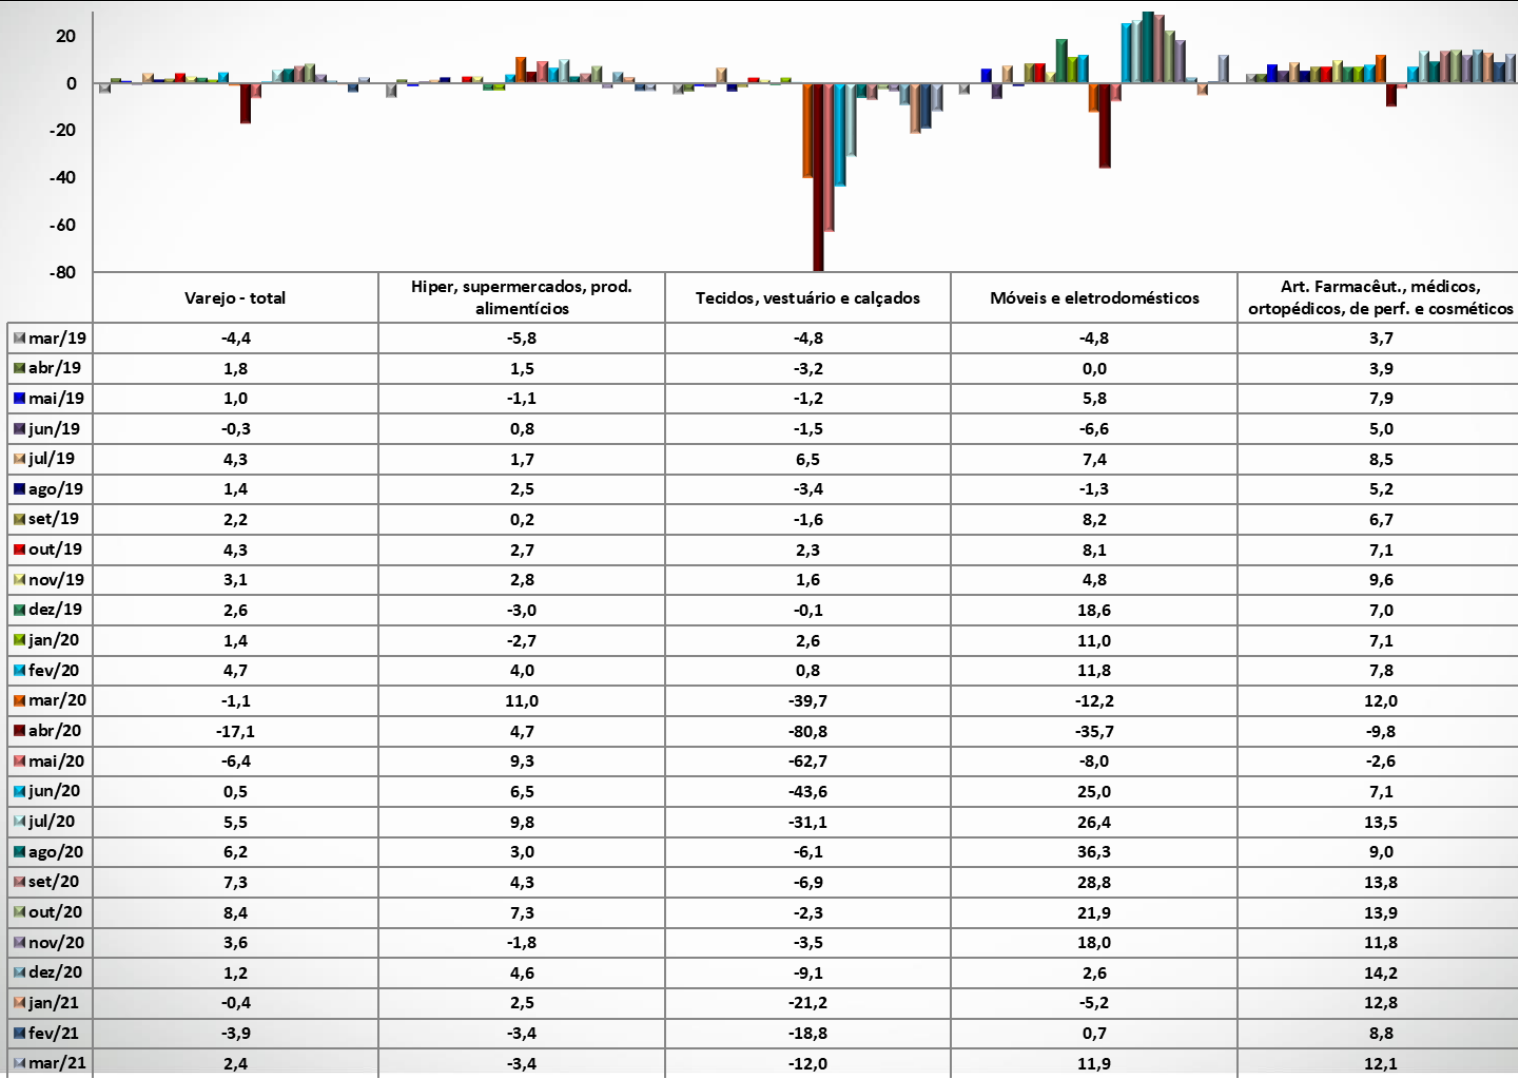 20
0
-20
-40
-60
-80
Varejo - total
Hiper, supermercados, prod. alimentícios
Tecidos, vestuário e calçados
Móveis e eletrodomésticos
Art. Farmacêut., médicos, ortopédicos, de perf. e cosméticos
mar/19 -4,4 -5,8 -4,8 -4,8 3,7
abr/19 1,8 1,5 -3,2 0,0 3,9
mai/19 1,0 -1,1 -1,2 5,8 7,9
jun/19 -0,3 0,8 -1,5 -6,6 5,0
jul/19 4,3 1,7 6,5 7,4 8,5
ago/19 1,4 2,5 -3,4 -1,3 5,2
set/19 2,2 0,2 -1,6 8,2 6,7
out/19 4,3 2,7 2,3 8,1 7,1
nov/19 3,1 2,8 1,6 4,8 9,6
dez/19 2,6 -3,0 -0,1 18,6 7,0
jan/20 1,4 -2,7 2,6 11,0 7,1
fev/20 4,7 4,0 0,8 11,8 7,8
mar/20 -1,1 11,0 -39,7 -12,2 12,0
abr/20 -17,1 4,7 -80,8 -35,7 -9,8
mai/20 -6,4 9,3 -62,7 -8,0 -2,6
jun/20 0,5 6,5 -43,6 25,0 7,1
jul/20 5,5 9,8 -31,1 26,4 13,5
ago/20 6,2 3,0 -6,1 36,3 9,0
set/20 7,3 4,3 -6,9 28,8 13,8
out/20 8,4 7,3 -2,3 21,9 13,9
nov/20 3,6 -1,8 -3,5 18,0 11,8
dez/20 1,2 4,6 -9,1 2,6 14,2
jan/21 -0,4 2,5 -21,2 -5,2 12,8
fev/21 -3,9 -3,4 -18,8 0,7 8,8
mar/21 2,4 -3,4 -12,0 11,9 12,1